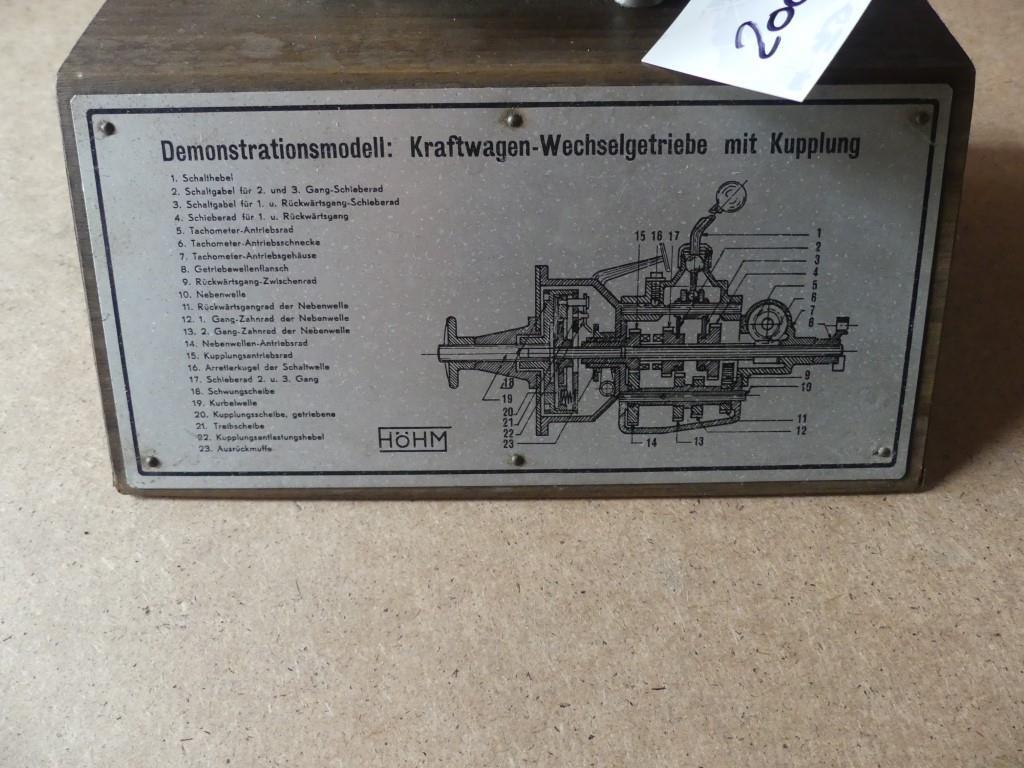 200
Demonstrationsmodell: Kraftwagen-Wechselgetriebe mit Kupplung
1. Schalthebel
2. Schaltgabel für 2. und 3. Gang-Schieberad
3. Schaltgabel für 1. u. Rückwärtsgang-Schieberad
4. Schieberad für 1. u. Rückwärtsgang
5. Tachometer-Antriebsrad
6. Tachometer-Antriebsschnecke
7. Tachometer-Antriebsgehäuse
8. Getriebewellenflansch
9. Rückwärtsgang-Zwischenrad
10. Nebenwelle
11. Rückwärtsgangrad der Nebenwelle
12. 1. Gang-Zahnrad der Nebenwelle
13. 2. Gang-Zahnrad der Nebenwelle
14. Nebenwellen-Antriebsrad
15. Kupplungsantriebsrad
16. Arretierkugel der Schaltwelle
17. Schieberad 2. u. 3. Gang
18. Schwungscheibe
19. Kurbelwelle
20. Kupplungsscheibe, getriebene
21. Treibscheibe
22. Kupplungsentlastungshebel
23. Ausrückmuffe
HÖHM
15 16 17
1
2
3
4
5
6
7
8
9
10
11
12
13
14
18
19
20
21
22
23